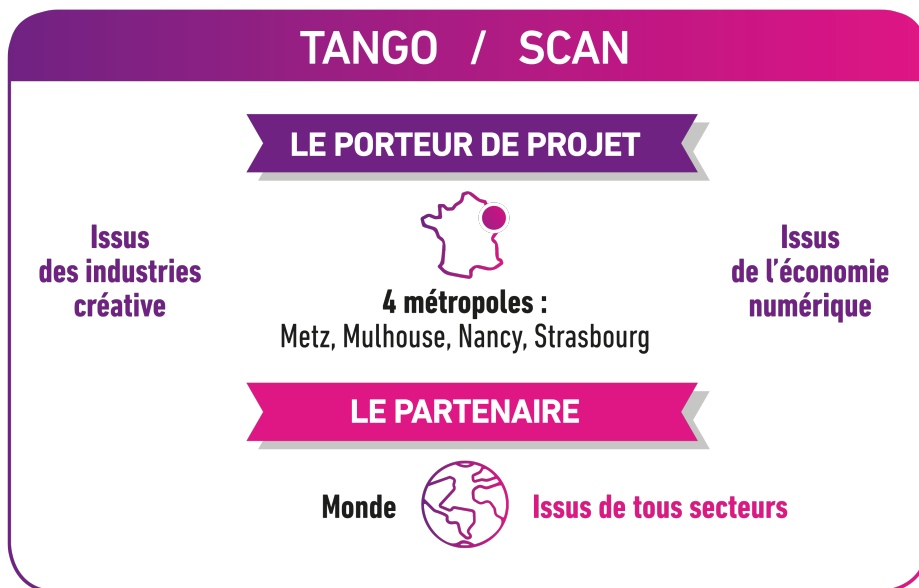 TANGO / SCAN
LE PORTEUR DE PROJET
Issus
des industries
créative
4 métropoles :
Metz, Mulhouse, Nancy, Strasbourg
Issus
de l'économie
numérique
LE PARTENAIRE
Monde
Issus de tous secteurs